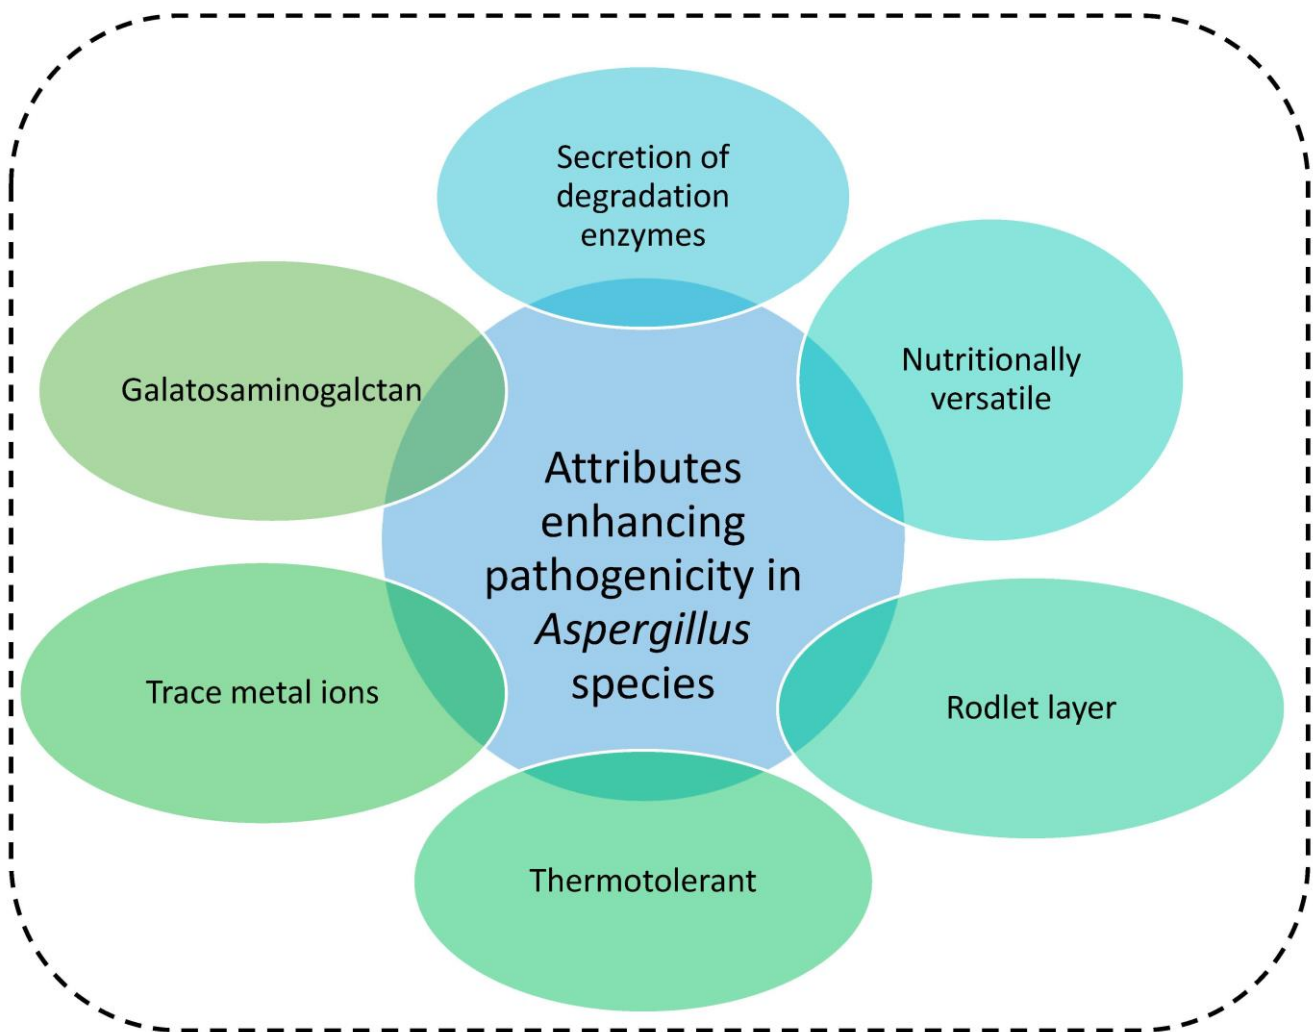 Secretion of
degradation
enzymes
Nutritionally
versatile
Rodlet layer
Thermotolerant
Trace metal ions
Galatosaminogalctan
Attributes
enhancing
pathogenicity in
Aspergillus
species